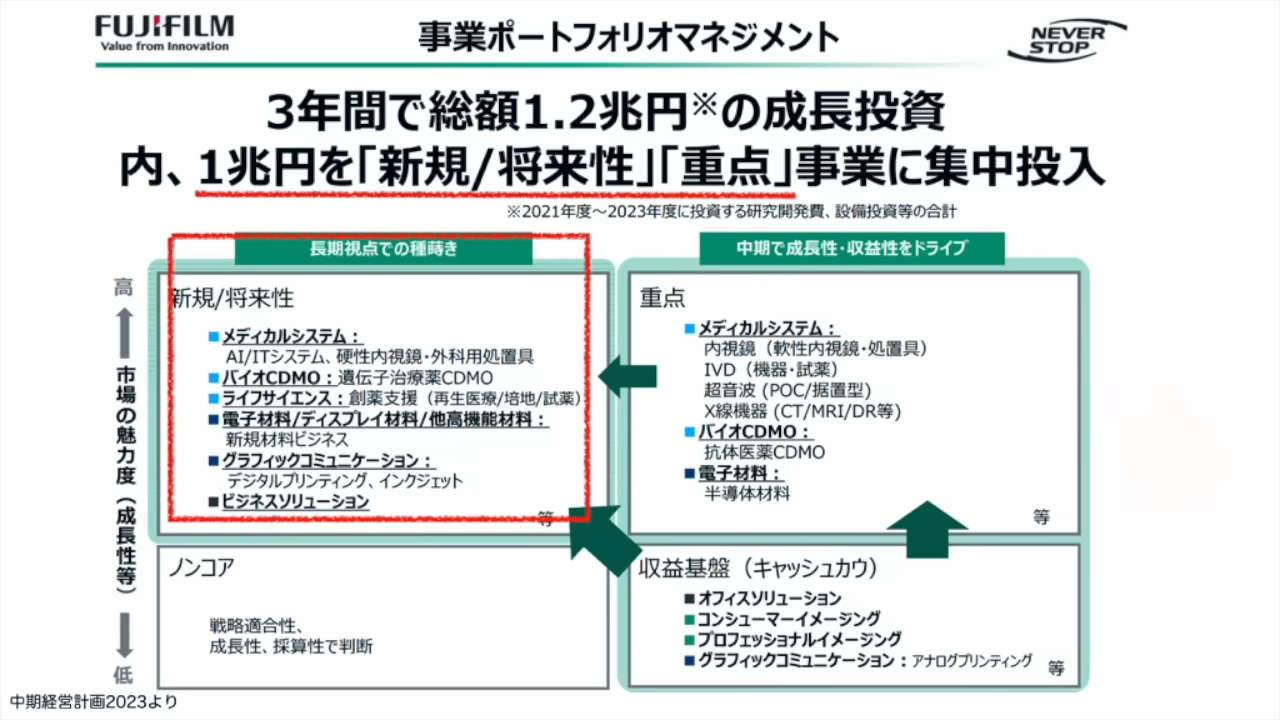 FUJIFILM
Value from Innovation
事業ポートフォリオマネジメント
NEVER
STOP
3年間で総額1.2兆円※の成長投資
内、1兆円を「新規/将来性」「重点」事業に集中投入
※2021年度～2023年度に投資する研究開発費、設備投資等の合計
長期視点での種蒔き
中期で成長性・収益性をドライブ
高
市場の魅力度（成長性等）
低
新規/将来性
メディカルシステム：
AI/ITシステム、硬性内視鏡・外科用処置具
バイオCDMO：遺伝子治療薬CDMO
ライフサイエンス：創薬支援（再生医療/培地/試薬）
電子材料/ディスプレイ材料/他高機能材料：
新規材料ビジネス
グラフィックコミュニケーション：
デジタルプリンティング、インクジェット
ビジネスソリューション
等
重点
メディカルシステム：
内視鏡（軟性内視鏡・処置具）
IVD（機器・試薬）
超音波 (POC/据置型)
X線機器 (CT/MRI/DR等)
バイオCDMO：
抗体医薬CDMO
電子材料：
半導体材料
等
ノンコア
戦略適合性、
成長性、採算性で判断
収益基盤（キャッシュカウ）
オフィスソリューション
コンシューマーイメージング
プロフェッショナルイメージング
グラフィックコミュニケーション：アナログプリンティング
等
中期経営計画2023より